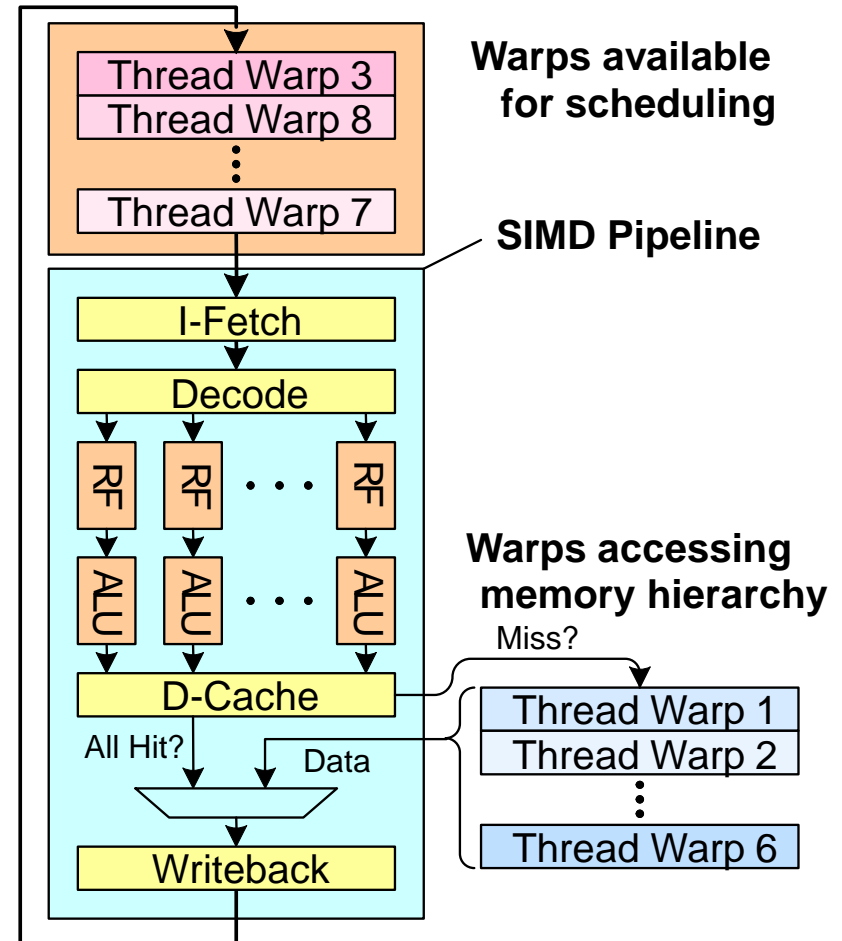 Thread Warp 3
Thread Warp 8
Thread Warp 7
Warps available
for scheduling
SIMD Pipeline
I-Fetch
Decode
RF RF RF
ALU ALU ALU
D-Cache
All Hit?
Data
Writeback
Warps accessing
memory hierarchy
Miss?
Thread Warp 1
Thread Warp 2
Thread Warp 6